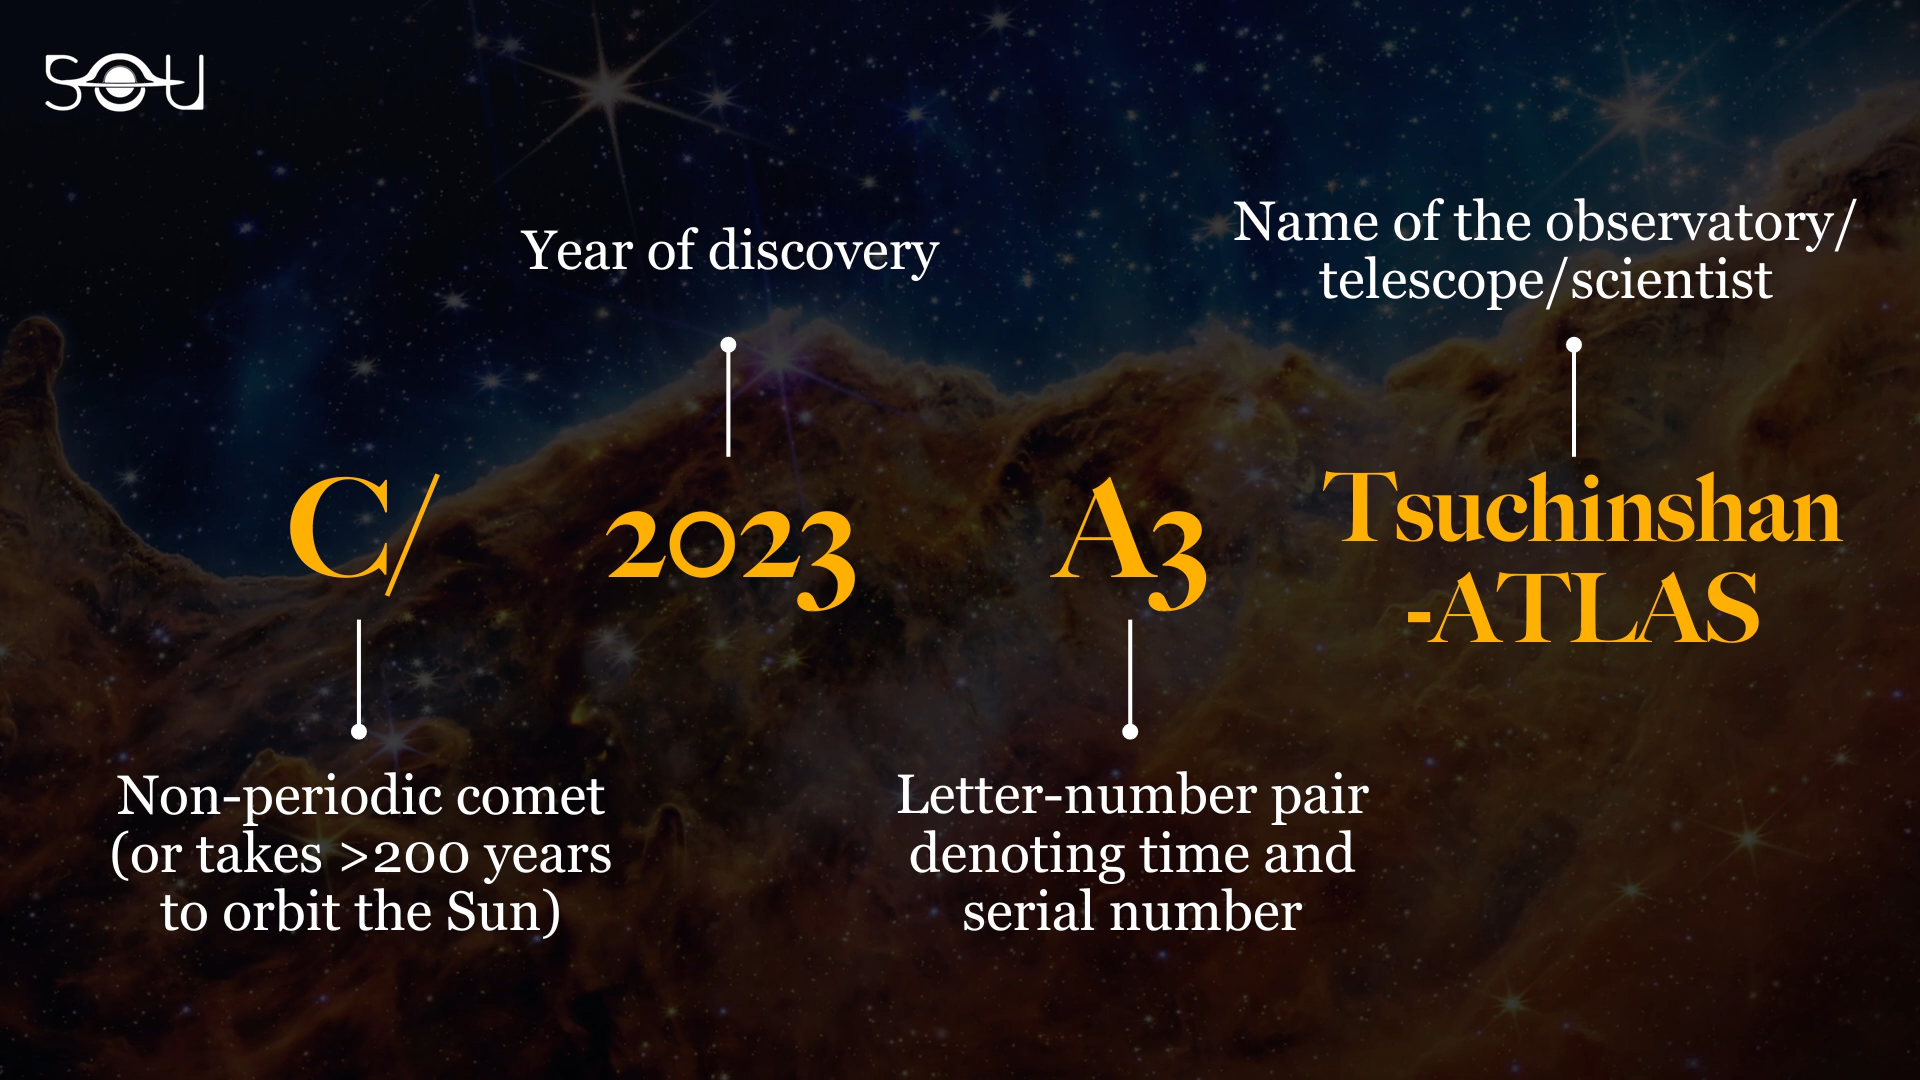 SOU
Year of discovery
Name of the observatory/
telescope/scientist
C/ 2023 A3 Tsuchinshan
-ATLAS
Non-periodic comet
(or takes >200 years
to orbit the Sun)
Letter-number pair
denoting time and
serial number